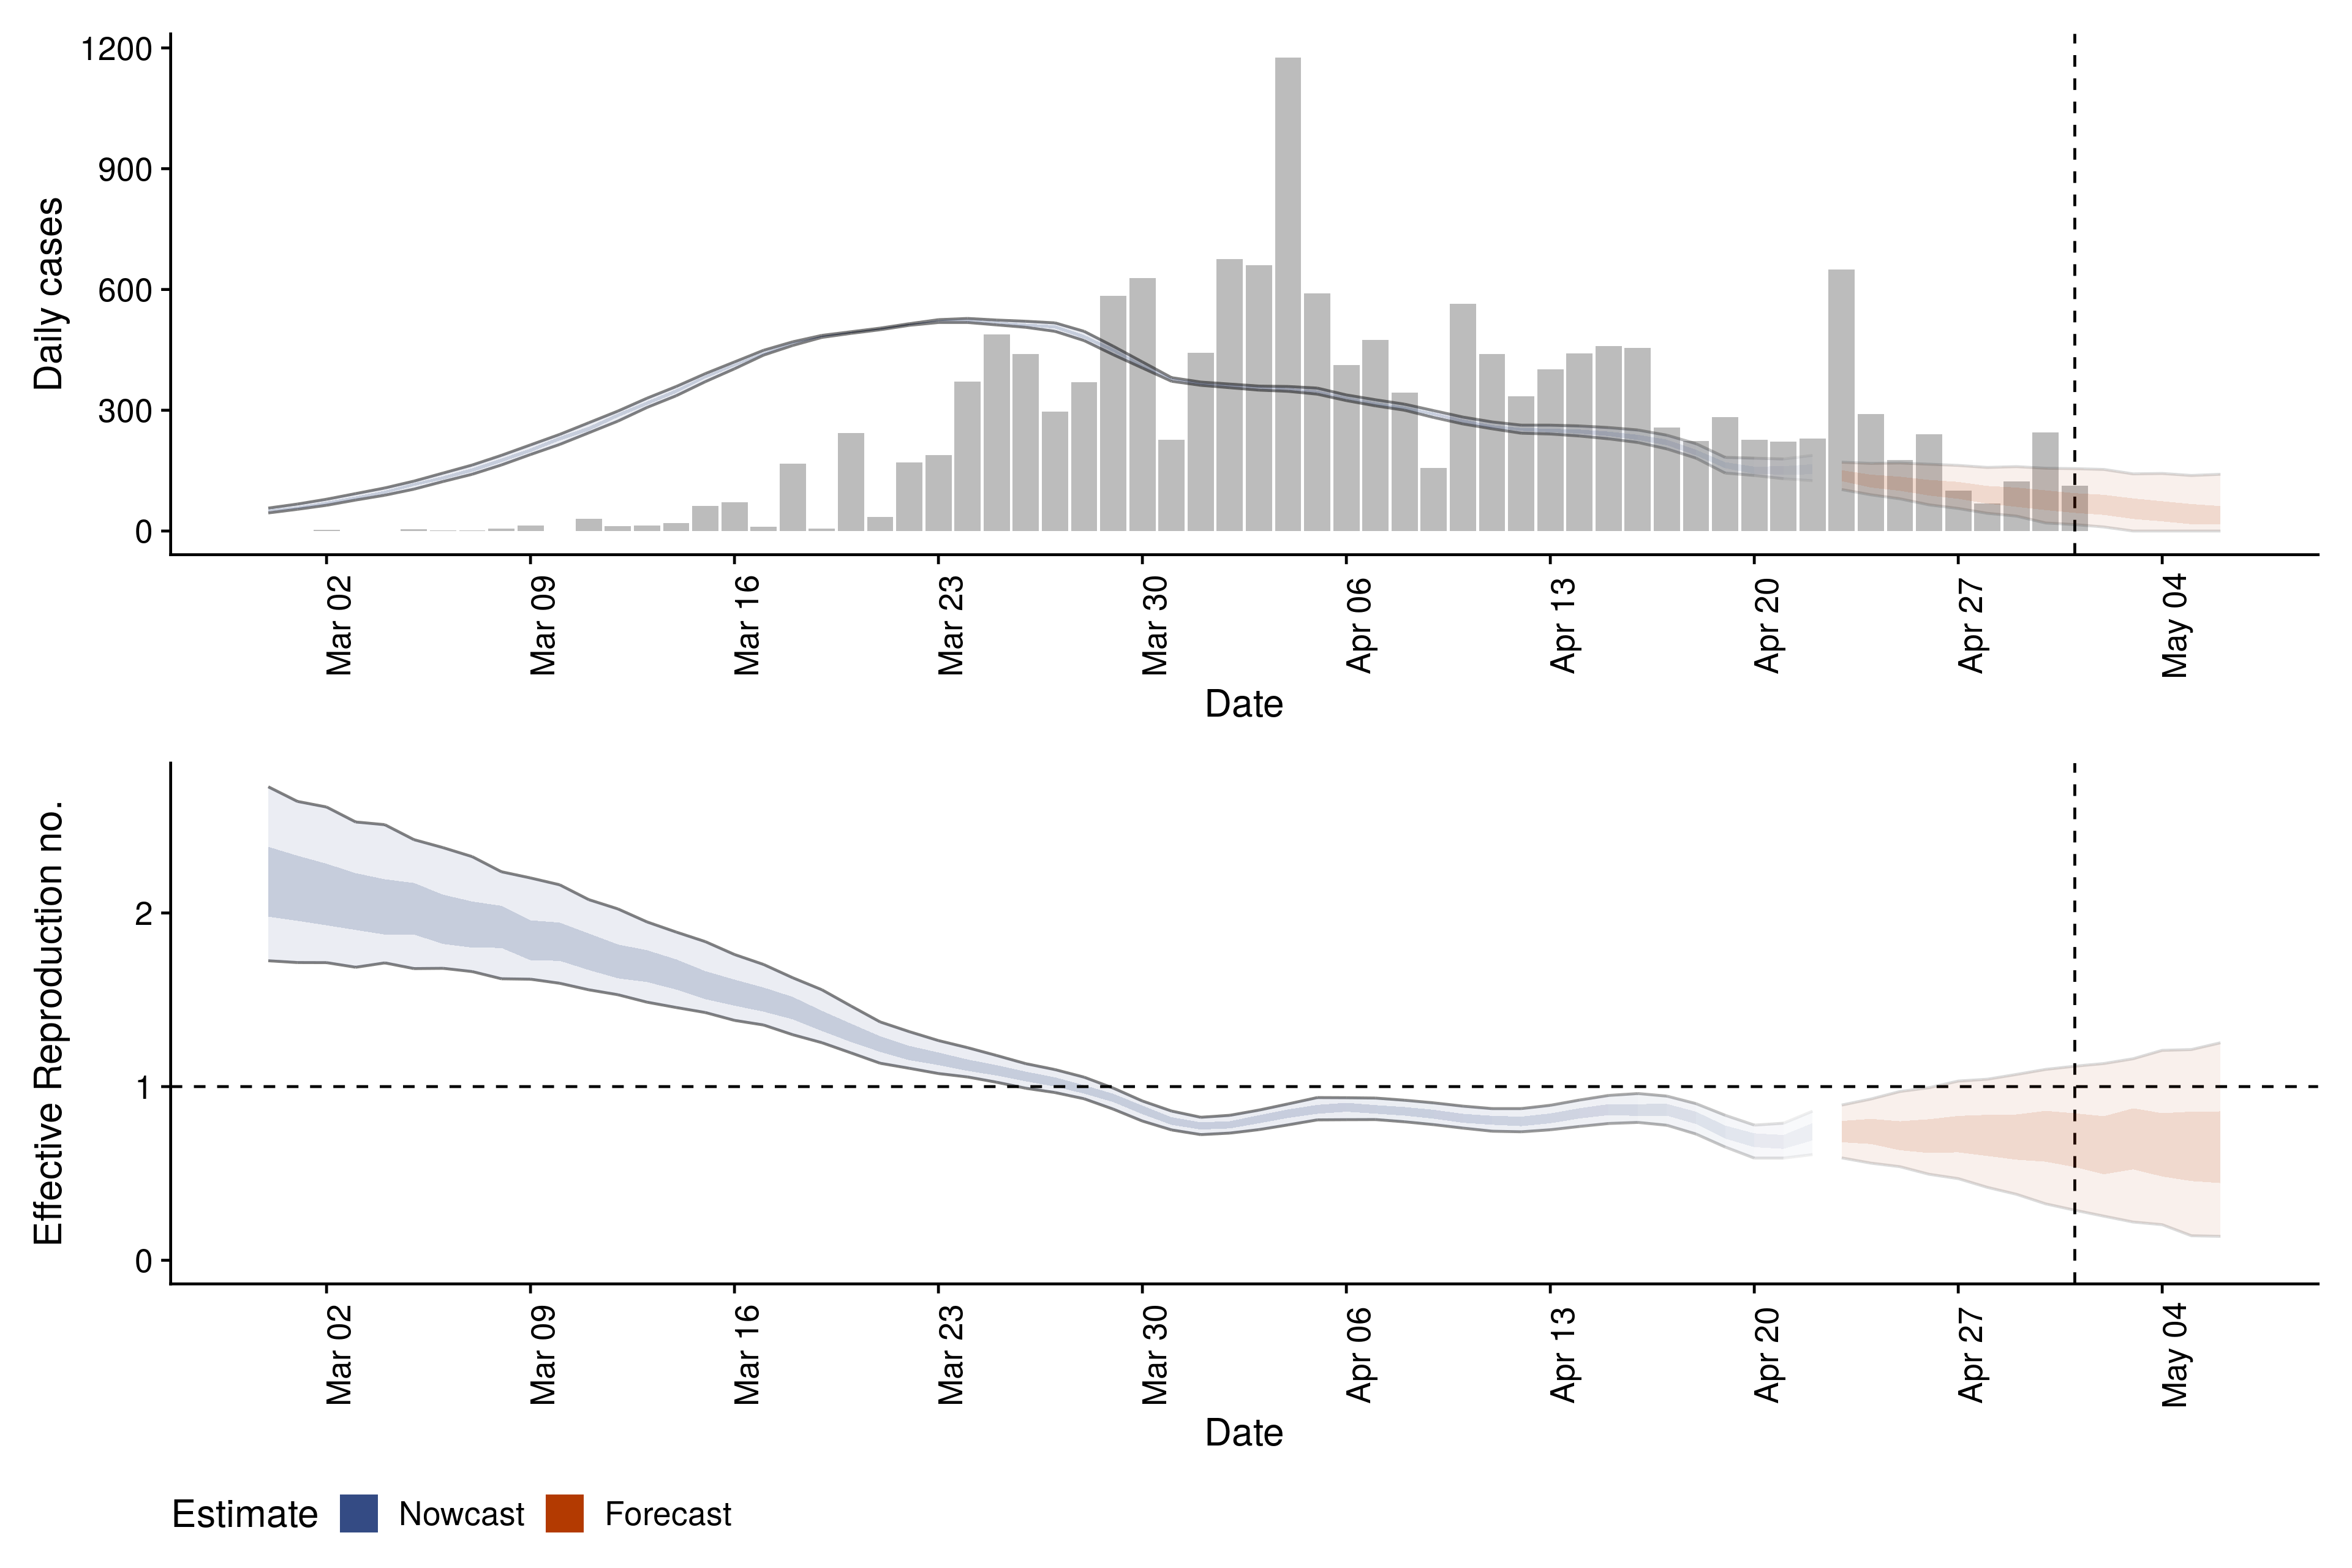 1200
900
600
300
0
Daily cases
Mar 02
Mar 09
Mar 16
Mar 23
Mar 30
Apr 06
Apr 13
Apr 20
Apr 27
May 04
Date
2
1
0
Effective Reproduction no.
Mar 02
Mar 09
Mar 16
Mar 23
Mar 30
Apr 06
Apr 13
Apr 20
Apr 27
May 04
Date
Estimate Nowcast Forecast